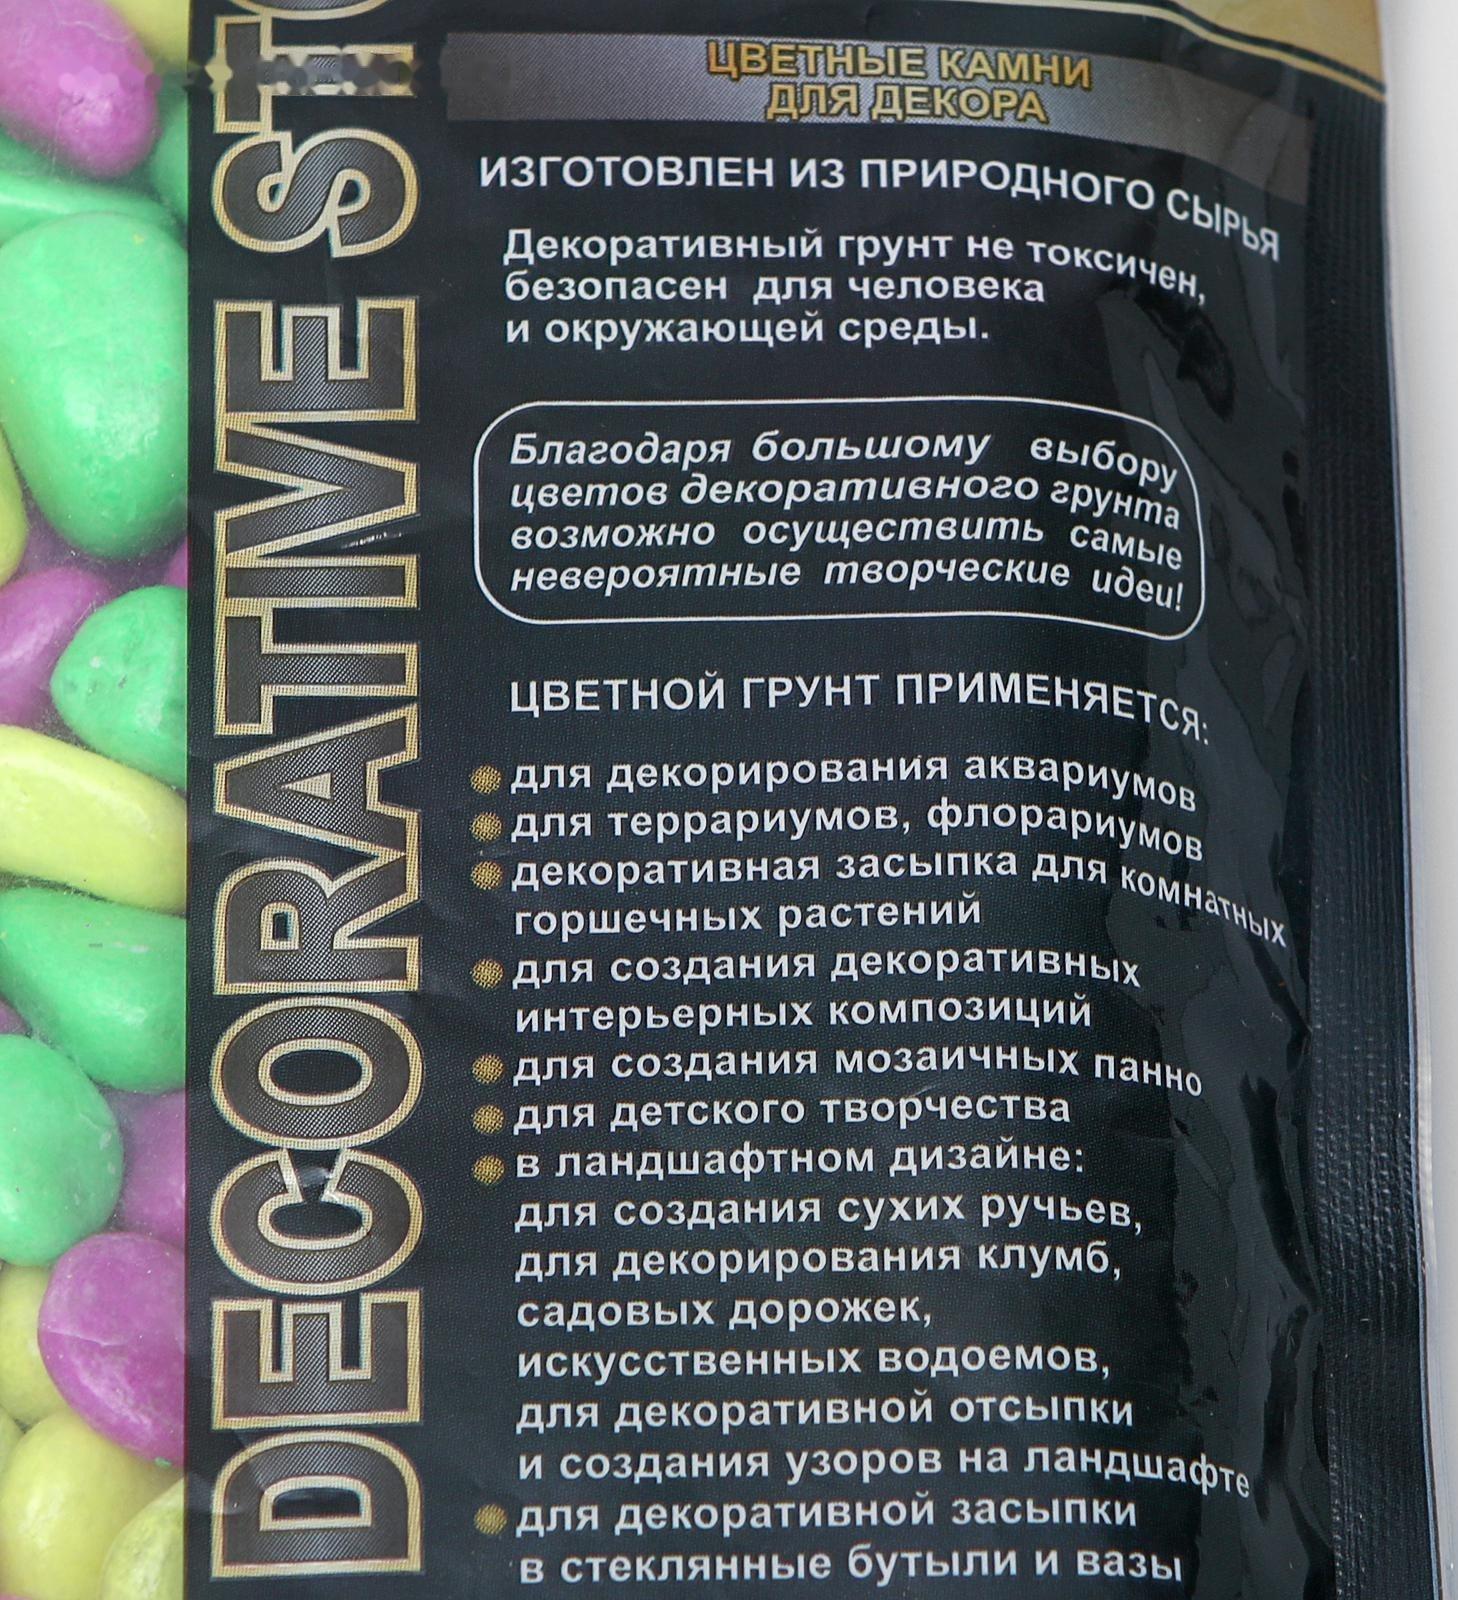 DECORATIVE
ЦВЕТНЫЕ КАМНИ
ДЛЯ ДЕКОРА
ИЗГОТОВЛЕН ИЗ ПРИРОДНОГО СЫРЬЯ
Декоративный грунт не токсичен,
безопасен для человека
и окружающей среды.
Благодаря большому выбору
цветов декоративного грунта
возможно осуществить самые
невероятные творческие идеи!
ЦВЕТНОЙ ГРУНТ ПРИМЕНЯЕТСЯ:
для декорирования аквариумов
для террариумов, флорариумов
декоративная засыпка для комнатных
горшечных растений
для создания декоративных
интерьерных композиций
для создания мозаичных панно
для детского творчества
в ландшафтном дизайне:
для создания сухих ручьев,
для декорирования клумб,
садовых дорожек,
искусственных водоемов,
для декоративной отсыпки
и создания узоров на ландшафте
для декоративной засыпки
в стеклянные бутыли и вазы